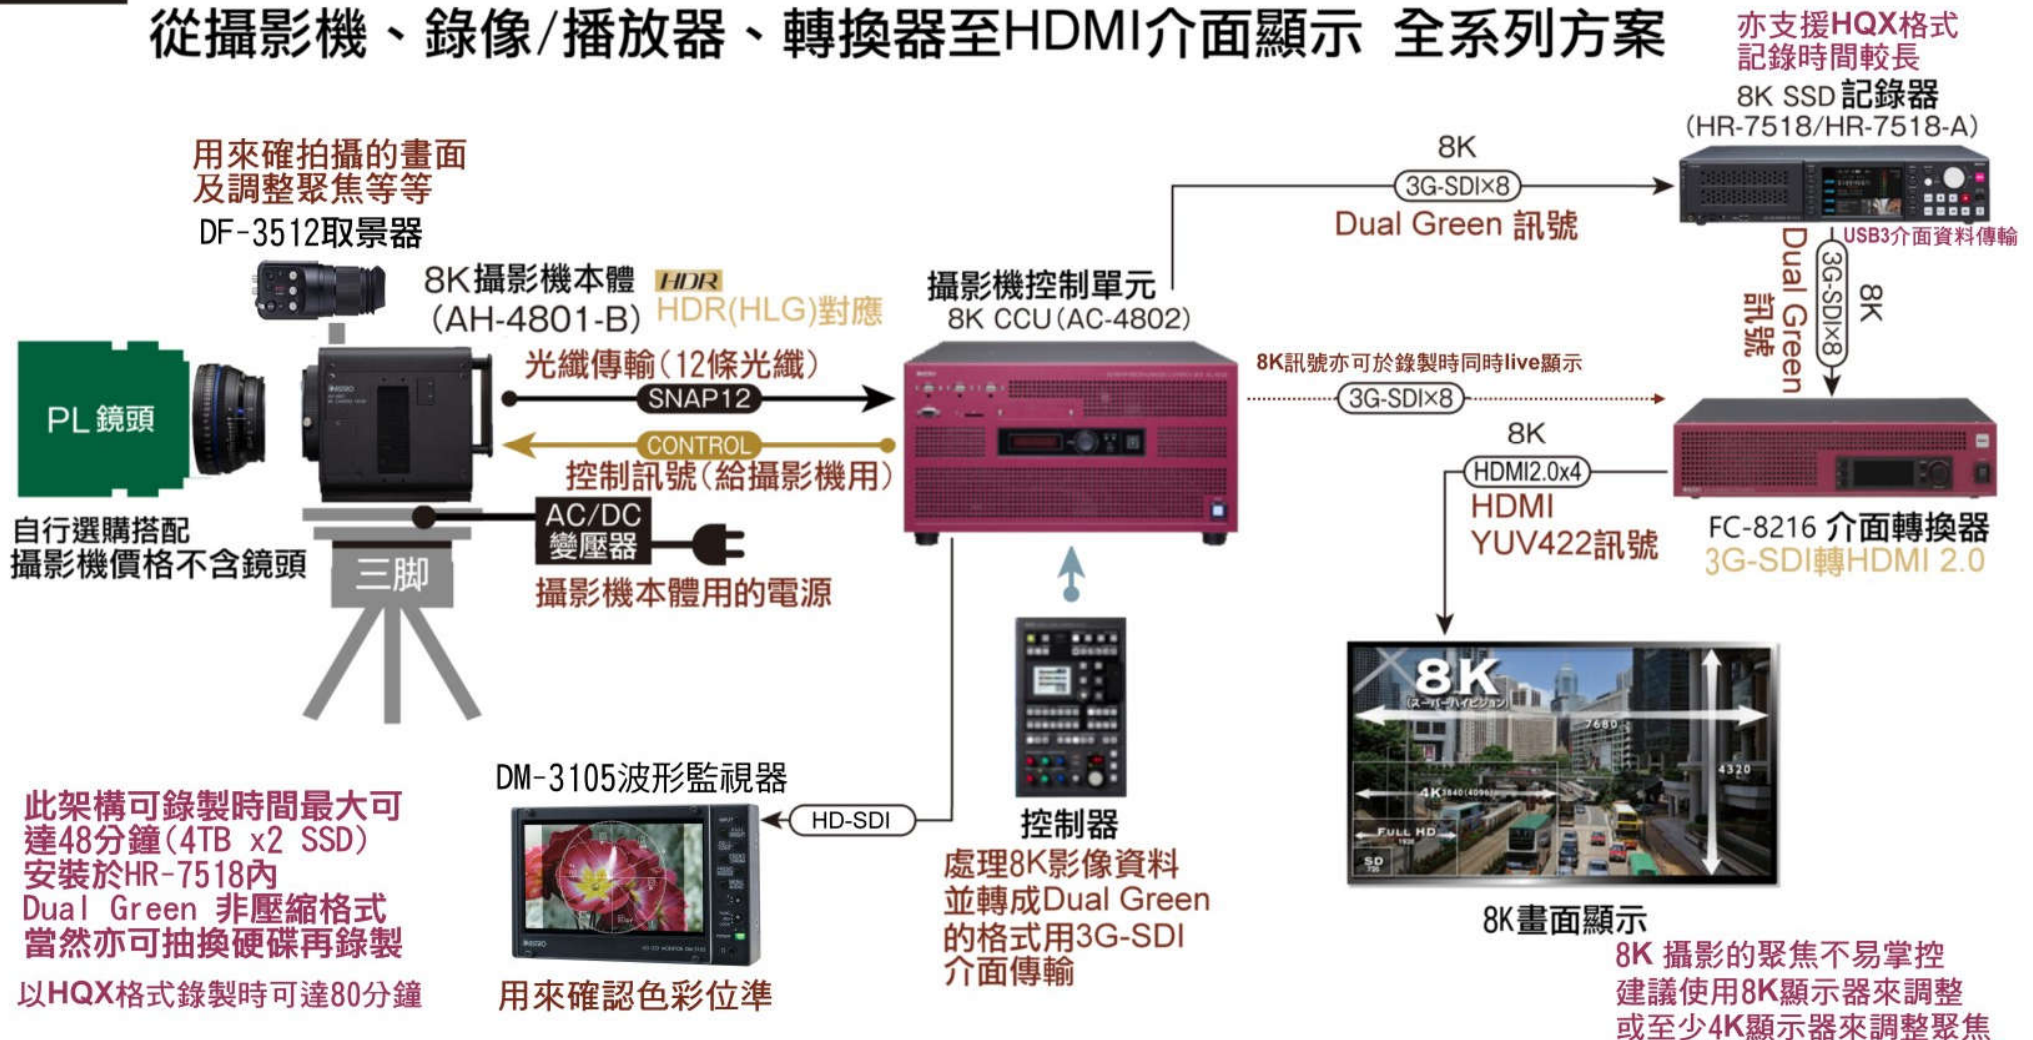 從攝影機、錄像/播放器、轉換器至HDMI介面顯示 全系列方案
亦支援HQX格式
記錄時間較長
8K SSD 記錄器
(HR-7518/HR-7518-A)
USB3介面資料傳輸
8K
3G-SDI×8
Dual Green 訊號
Dual Green
訊號
3G-SDI×8
8K
用來確拍攝的畫面
及調整聚焦等等
DF-3512取景器
8K攝影機本體 HDR
(AH-4801-B) HDR(HLG)對應
攝影機控制單元
8K CCU(AC-4802)
光纖傳輸(12條光纖)
SNAP12
CONTROL
控制訊號(給攝影機用)
8K訊號亦可於錄製時同時live顯示
3G-SDI×8
PL 鏡頭
自行選購搭配
攝影機價格不含鏡頭
三脚
AC/DC
變壓器
攝影機本體用的電源
8K
HDMI2.0x4
HDMI
YUV422訊號
FC-8216 介面轉換器
3G-SDI轉HDMI 2.0
8K
(スーパーハイビジョン)
7680
4320
4K 3840(4096)
FULL HD
1920
SD
720
8K畫面顯示
8K 攝影的聚焦不易掌控
建議使用8K顯示器來調整
或至少4K顯示器來調整聚焦
控制器
處理8K影像資料
並轉成Dual Green
的格式用3G-SDI
介面傳輸
DM-3105波形監視器
HD-SDI
ASTRO
用來確認色彩位準
此架構可錄製時間最大可
達48分鐘(4TB x2 SSD)
安裝於HR-7518內
Dual Green 非壓縮格式
當然亦可抽換硬碟再錄製
以HQX格式錄製時可達80分鐘